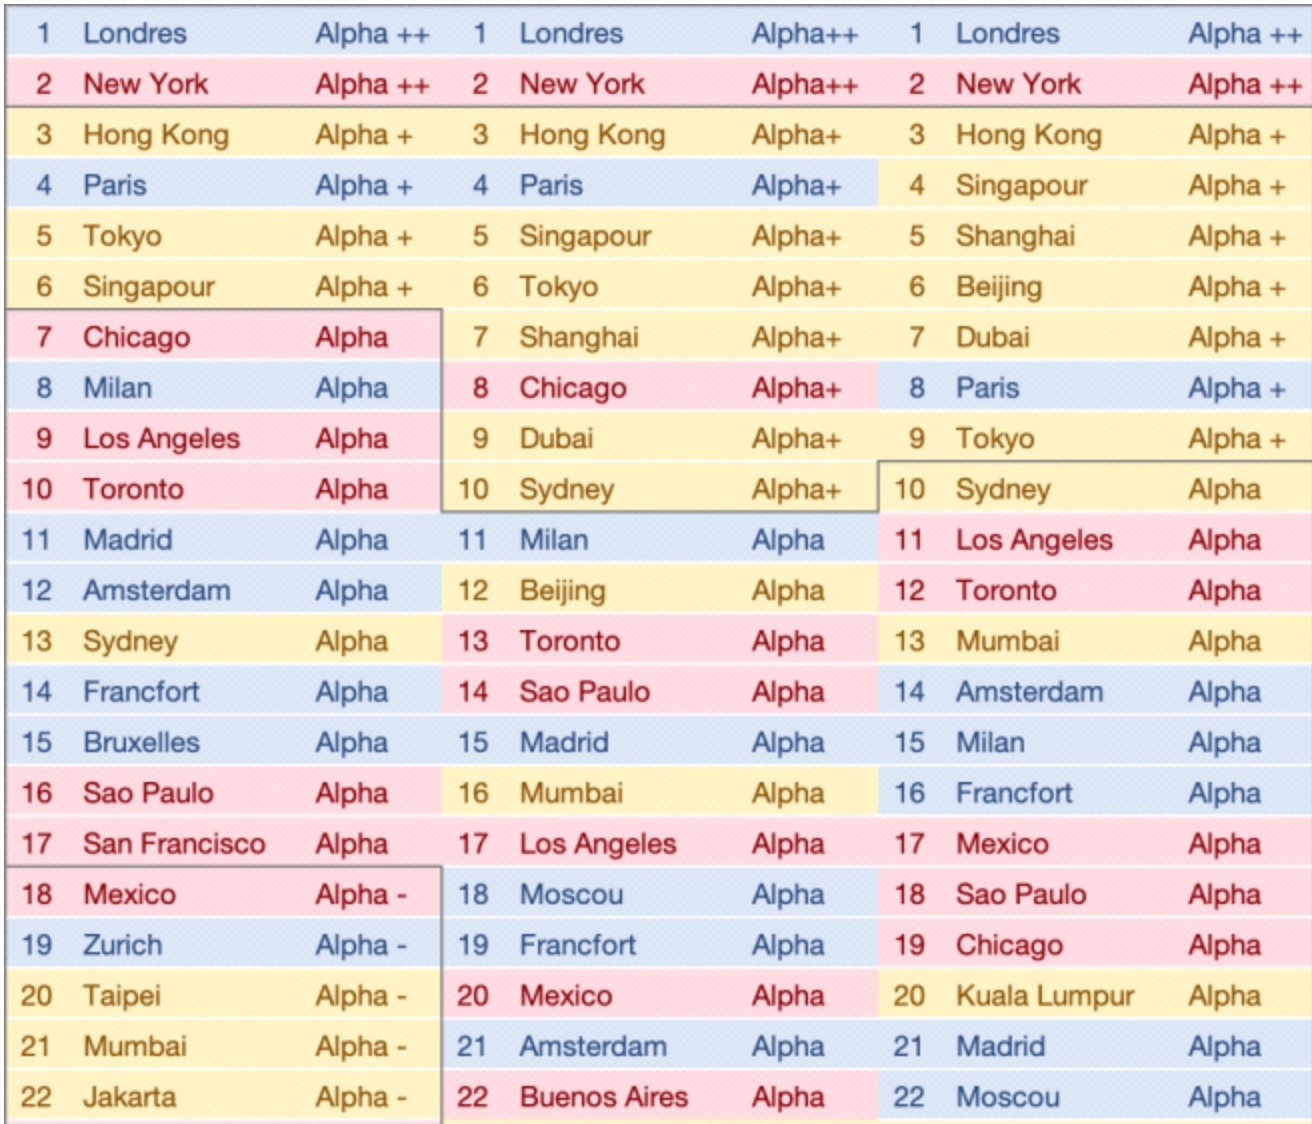 1 Londres Alpha ++ 1 Londres Alpha++ 1 Londres Alpha ++
2 New York Alpha ++ 2 New York Alpha++ 2 New York Alpha ++
3 Hong Kong Alpha + 3 Hong Kong Alpha+ 3 Hong Kong Alpha +
4 Paris Alpha + 4 Paris Alpha+ 4 Singapour Alpha +
5 Tokyo Alpha + 5 Singapour Alpha+ 5 Shanghai Alpha +
6 Singapour Alpha + 6 Tokyo Alpha+ 6 Beijing Alpha +
7 Chicago Alpha 7 Shanghai Alpha+ 7 Dubai Alpha +
8 Milan Alpha 8 Chicago Alpha+ 8 Paris Alpha +
9 Los Angeles Alpha 9 Dubai Alpha+ 9 Tokyo Alpha +
10 Toronto Alpha 10 Sydney Alpha+ 10 Sydney Alpha
11 Madrid Alpha 11 Milan Alpha 11 Los Angeles Alpha
12 Amsterdam Alpha 12 Beijing Alpha 12 Toronto Alpha
13 Sydney Alpha 13 Toronto Alpha 13 Mumbai Alpha
14 Francfort Alpha 14 Sao Paulo Alpha 14 Amsterdam Alpha
15 Bruxelles Alpha 15 Madrid Alpha 15 Milan Alpha
16 Sao Paulo Alpha 16 Mumbai Alpha 16 Francfort Alpha
17 San Francisco Alpha 17 Los Angeles Alpha 17 Mexico Alpha
18 Mexico Alpha - 18 Moscou Alpha 18 Sao Paulo Alpha
19 Zurich Alpha - 19 Francfort Alpha 19 Chicago Alpha
20 Taipei Alpha - 20 Mexico Alpha 20 Kuala Lumpur Alpha
21 Mumbai Alpha - 21 Amsterdam Alpha 21 Madrid Alpha
22 Jakarta Alpha - 22 Buenos Aires Alpha 22 Moscou Alpha